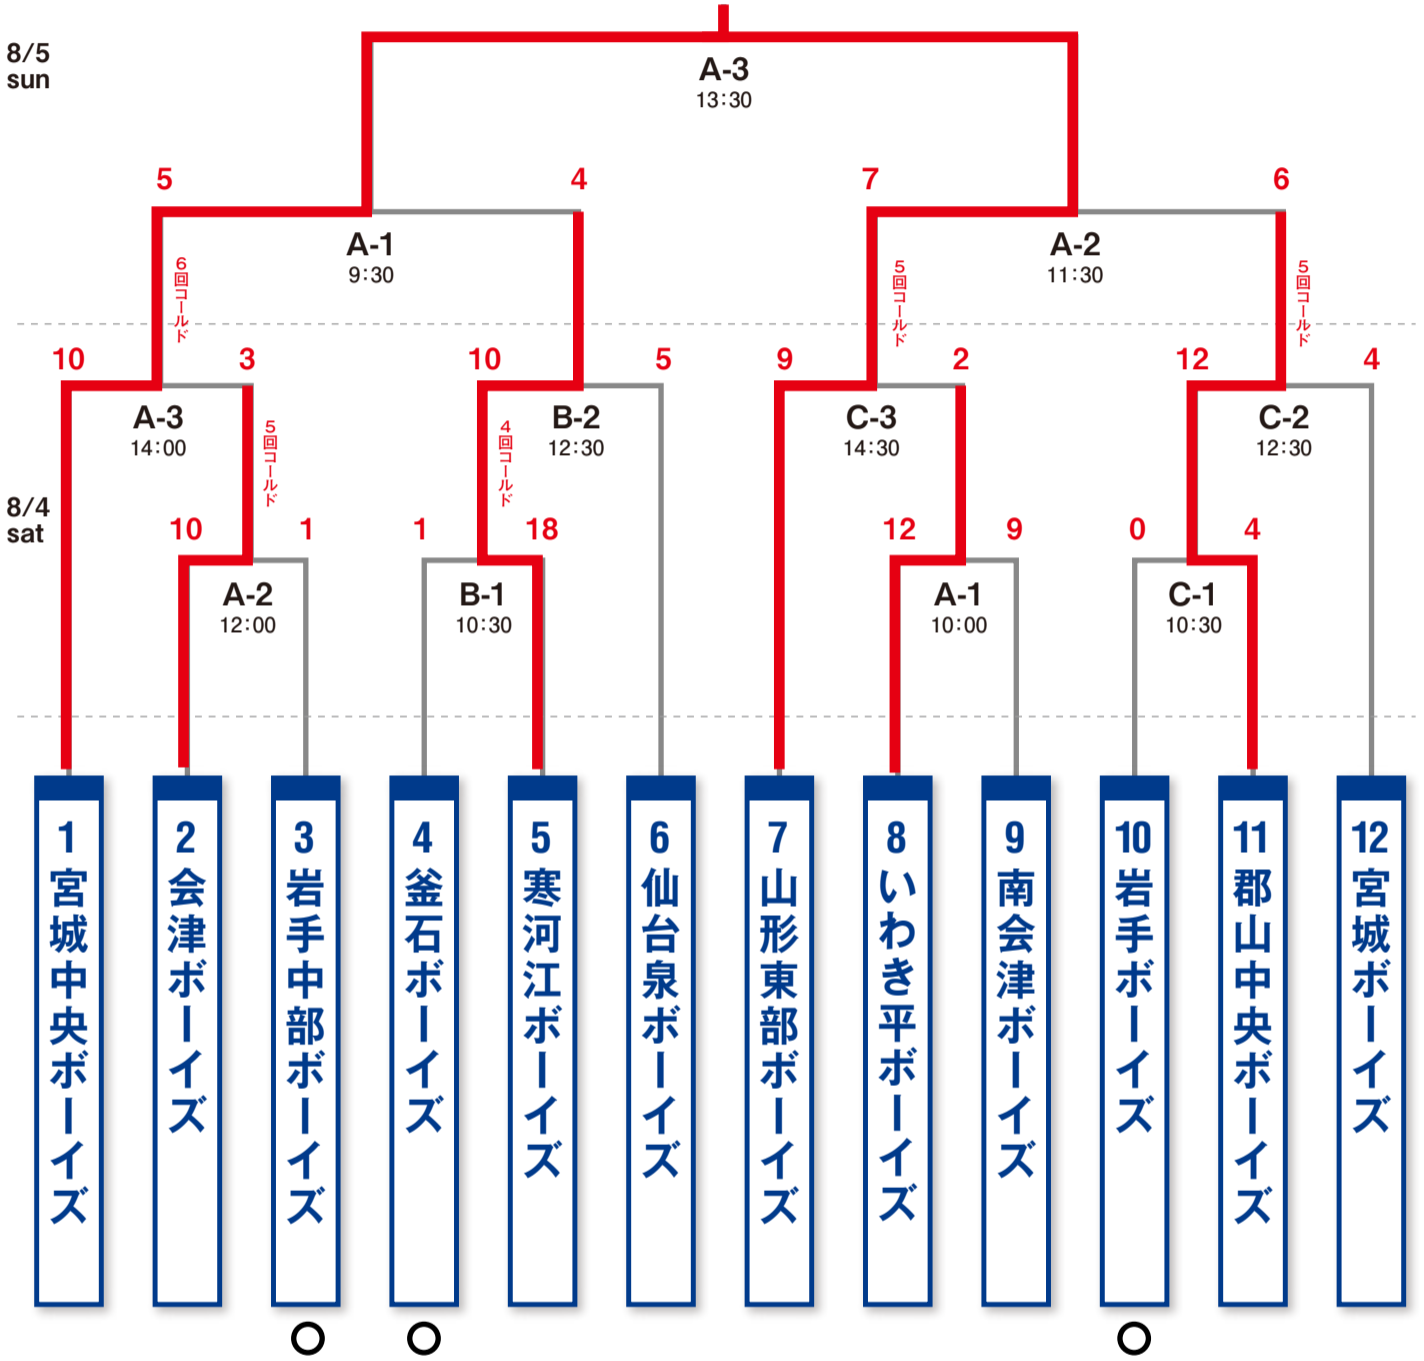 8/5
sun
A-3
13:30
5
4
7
6
A-1
9:30
A-2
11:30
6回コールド
5回コールド
5回コールド
10
3
10
5
9
2
12
4
A-3
14:00
B-2
12:30
C-3
14:30
C-2
12:30
5回コールド
4回コールド
8/4
sat
10
1
1
18
12
9
0
4
A-2
12:00
B-1
10:30
A-1
10:00
C-1
10:30
1 宮城中央ボーイズ
2 会津ボーイズ
3 岩手中部ボーイズ
4 釜石ボーイズ
5 寒河江ボーイズ
6 仙台泉ボーイズ
7 山形東部ボーイズ
8 いわき平ボーイズ
9 南会津ボーイズ
10 岩手ボーイズ
11 郡山中央ボーイズ
12 宮城ボーイズ